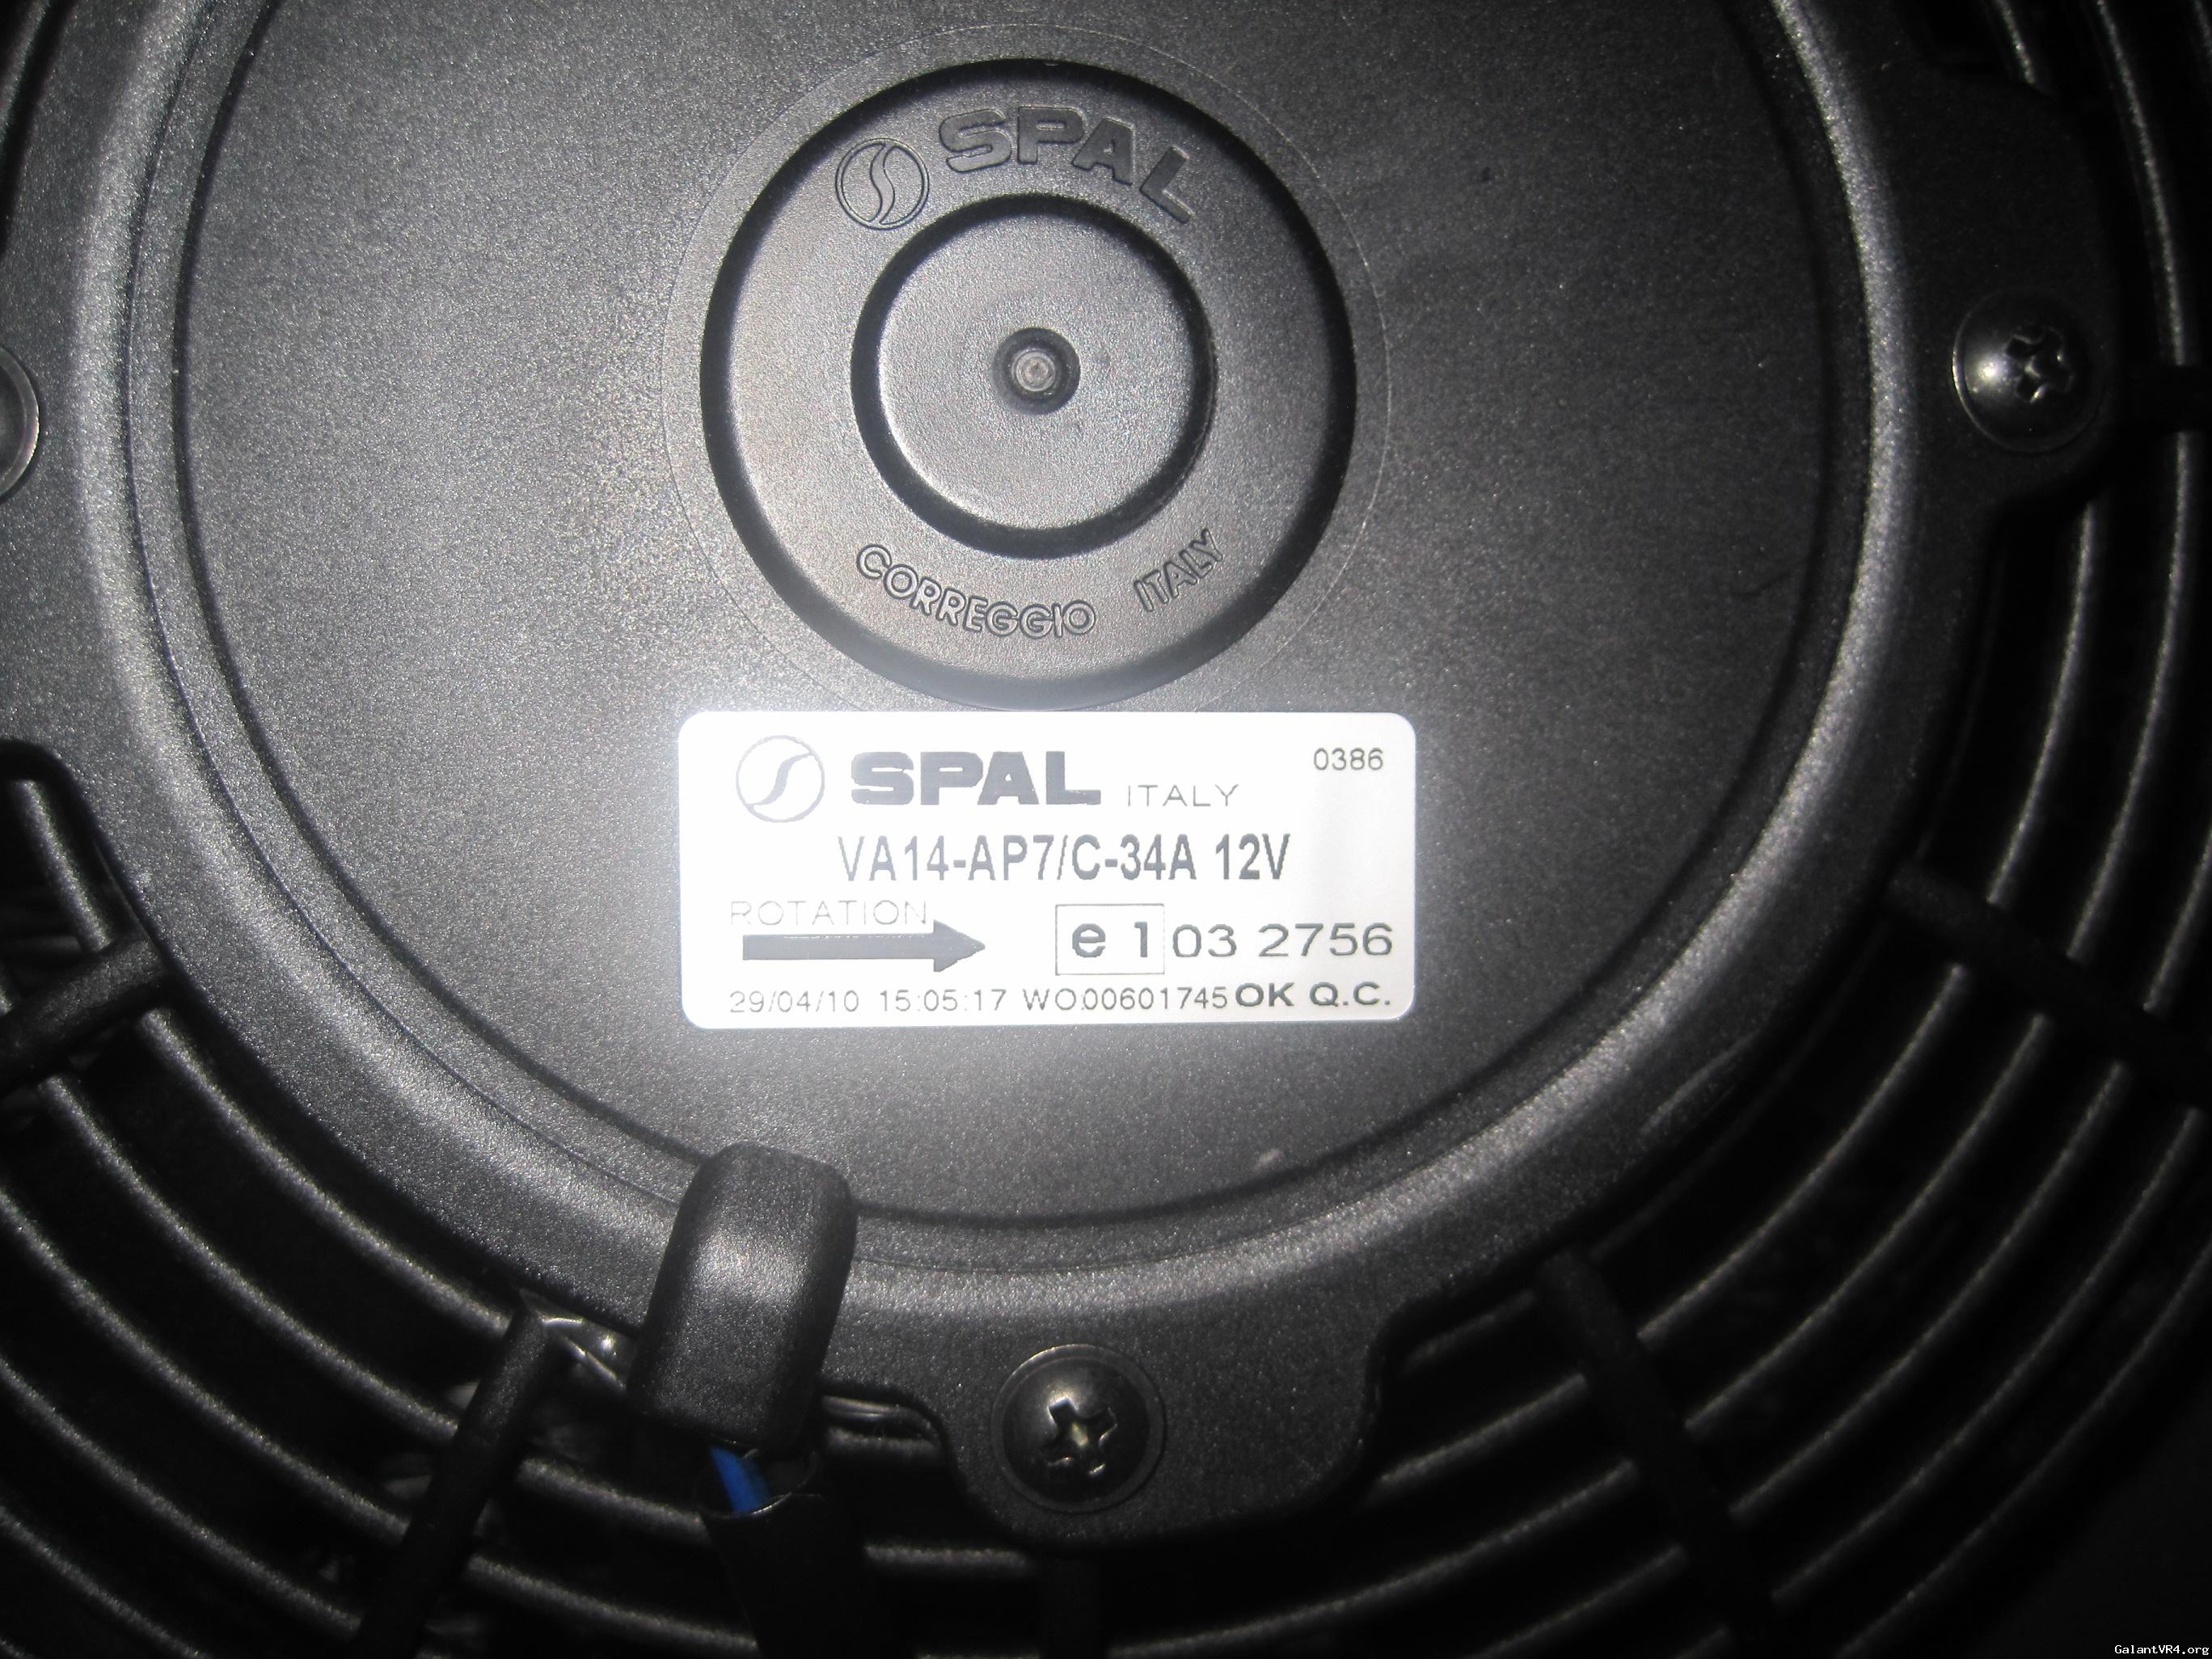 SPAL
CORREGGIO ITALY
SPAL ITALY 0386
VA14-AP7/C-34A 12V
ROTATION
e 1 03 2756
29/04/10 15:05:17 WO.00601745 OK Q.C.
GalantVR4.org